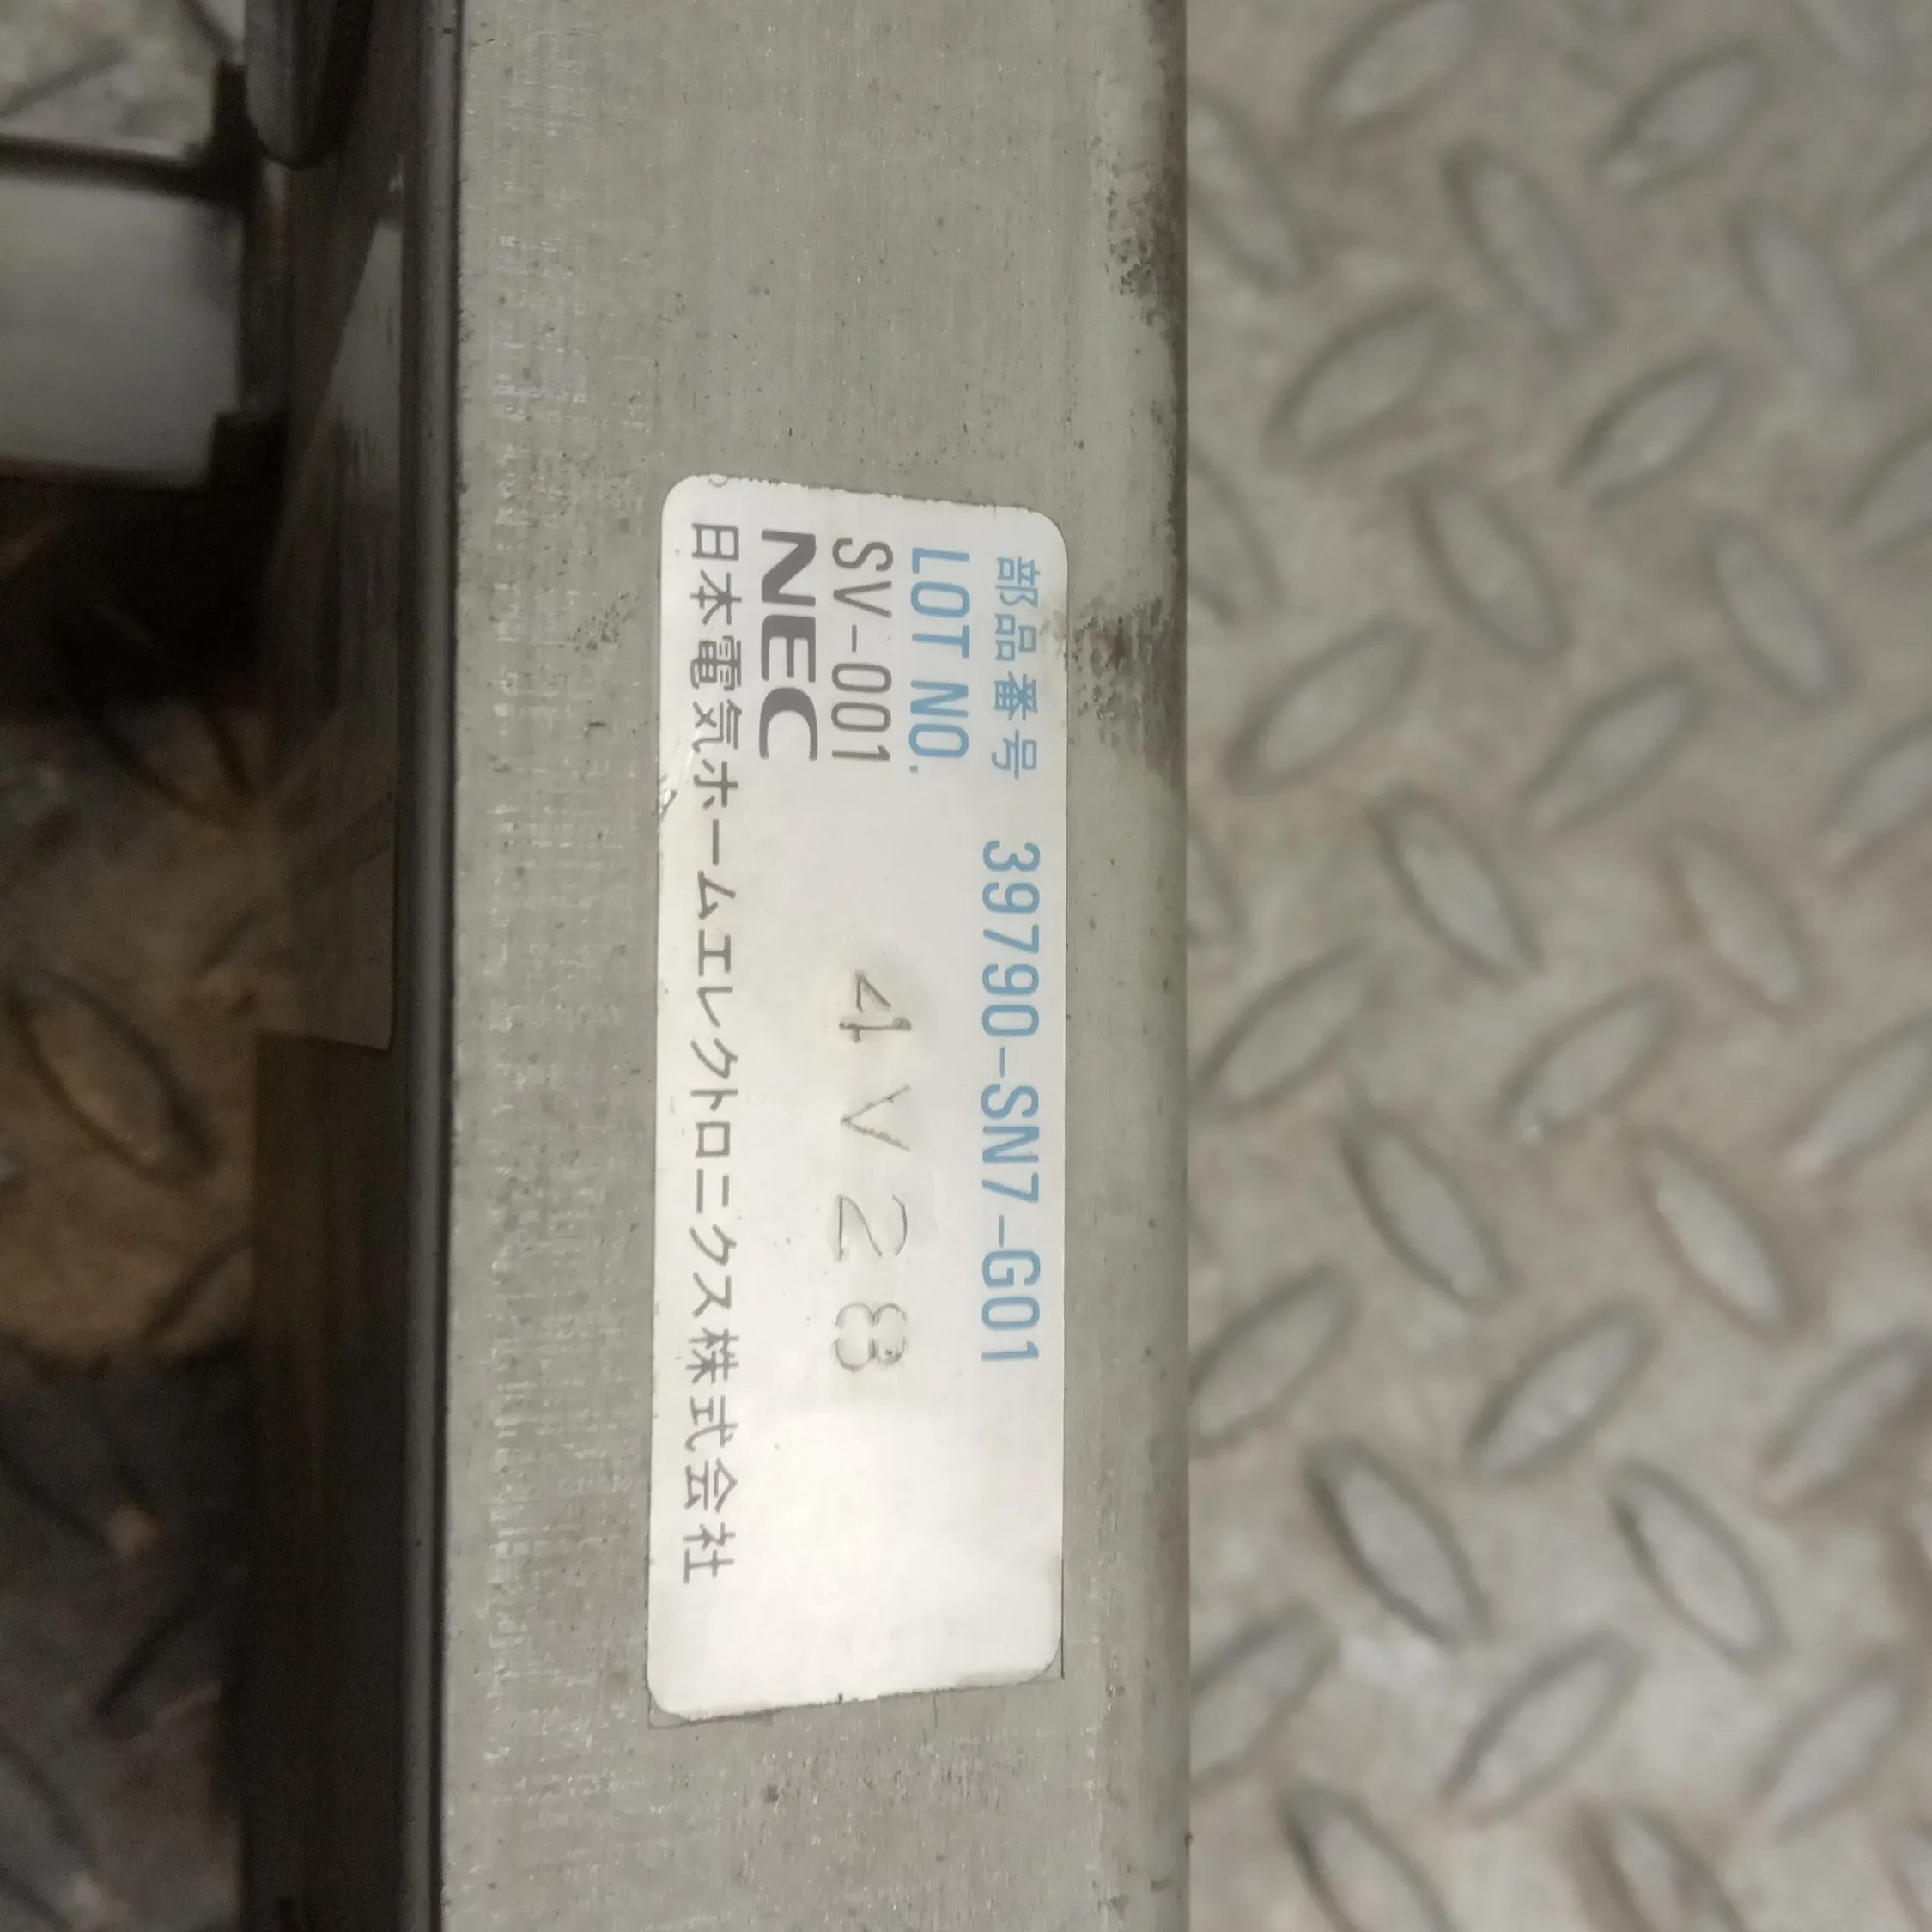 部品番号 39790-SN7-G01
LOT NO.
SV-001 4V28
NEC
日本電気ホームエレクトロニクス株式会社